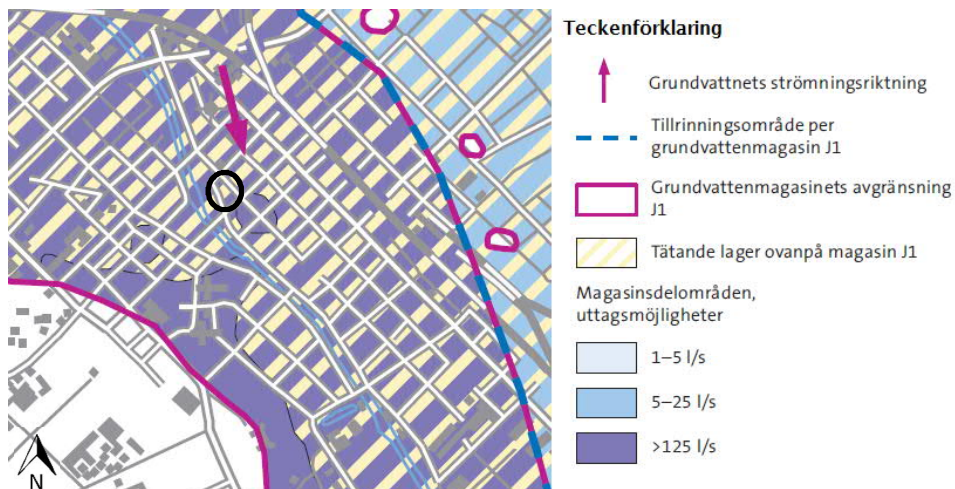 Teckenförklaring
Grundvattnets strömningsriktning
Tillrinningsområde per
grundvattenmagasin J1
Grundvattenmagasinets avgränsning
J1
Tätande lager ovanpå magasin J1
Magasinsdelområden,
uttagsmöjligheter
1–5 l/s
5–25 l/s
>125 l/s
N